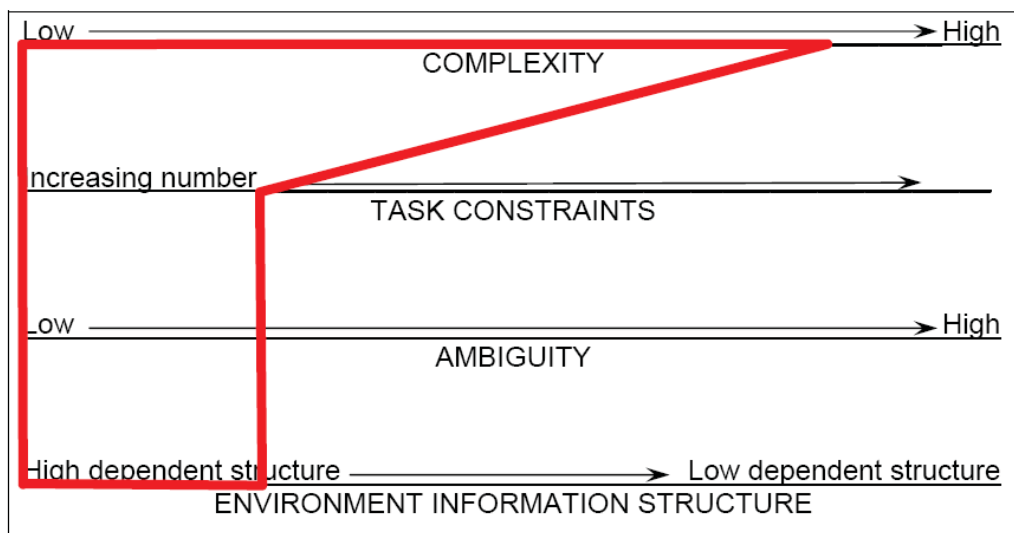 Low High
COMPLEXITY
Increasing number
TASK CONSTRAINTS
Low High
AMBIGUITY
High dependent structure Low dependent structure
ENVIRONMENT INFORMATION STRUCTURE